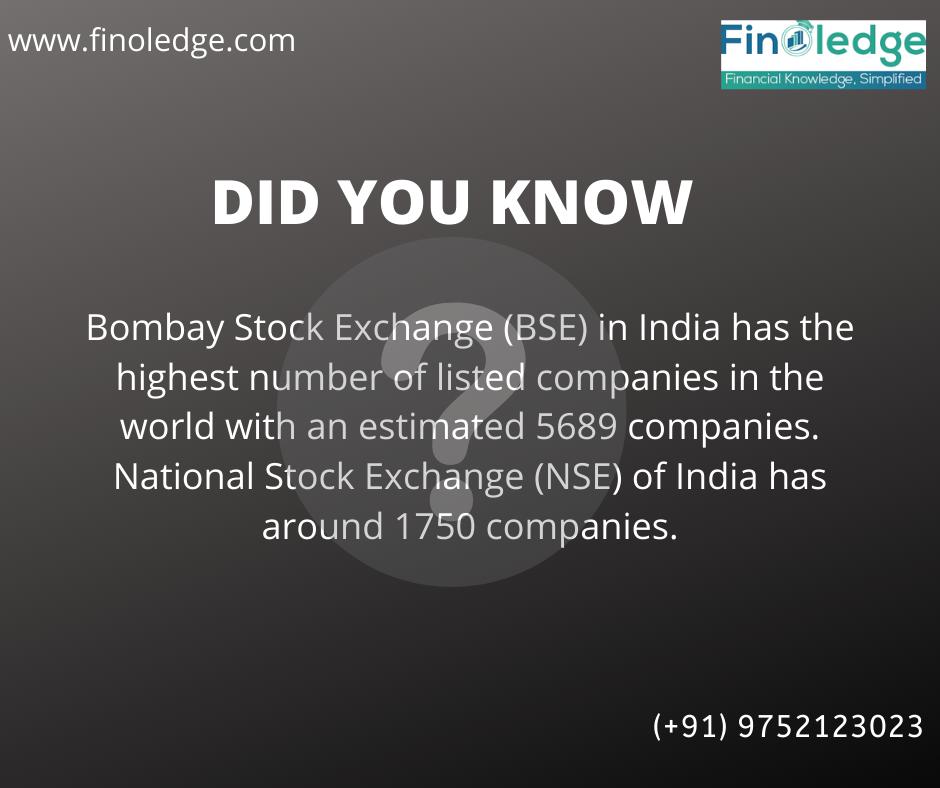 www.finoledge.com
Finoledge
Financial Knowledge, Simplified
DID YOU KNOW
Bombay Stock Exchange (BSE) in India has the
highest number of listed companies in the
world with an estimated 5689 companies.
National Stock Exchange (NSE) of India has
around 1750 companies.
(+91) 9752123023